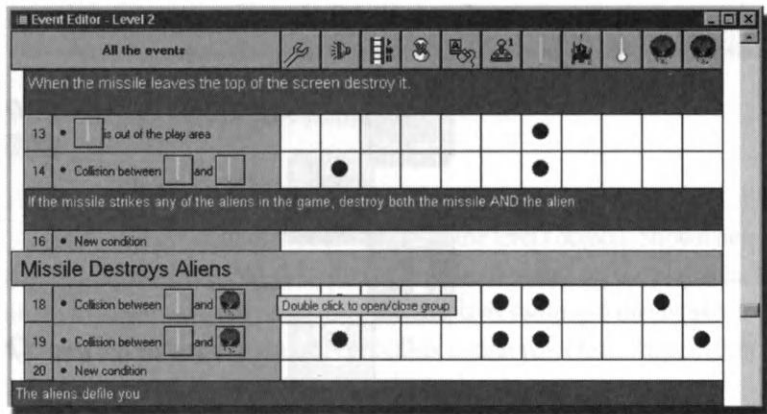 Event Editor - Level 2
All the events
1
When the missile leaves the top of the screen destroy it.
13 • is out of the play area
14 • Collision between and
If the missile strikes any of the aliens in the game, destroy both the missile AND the alien
16 • New condition
Missile Destroys Aliens
18 • Collision between and
Double click to open/close group
19 • Collision between and
20 • New condition
The aliens defile you